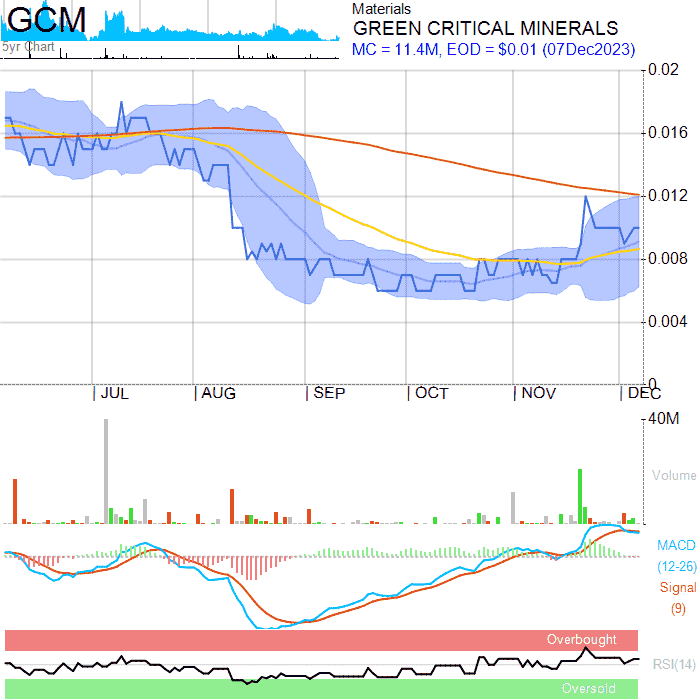 GCM
5yr Chart
Materials
GREEN CRITICAL MINERALS
MC = 11.4M, EOD = $0.01 (07Dec2023)
0.02
0.016
0.012
0.008
0.004
0
JUL AUG SEP OCT NOV DEC
40M
Volume
MACD
(12-26)
Signal
(9)
Overbought
RSI(14)
Oversold